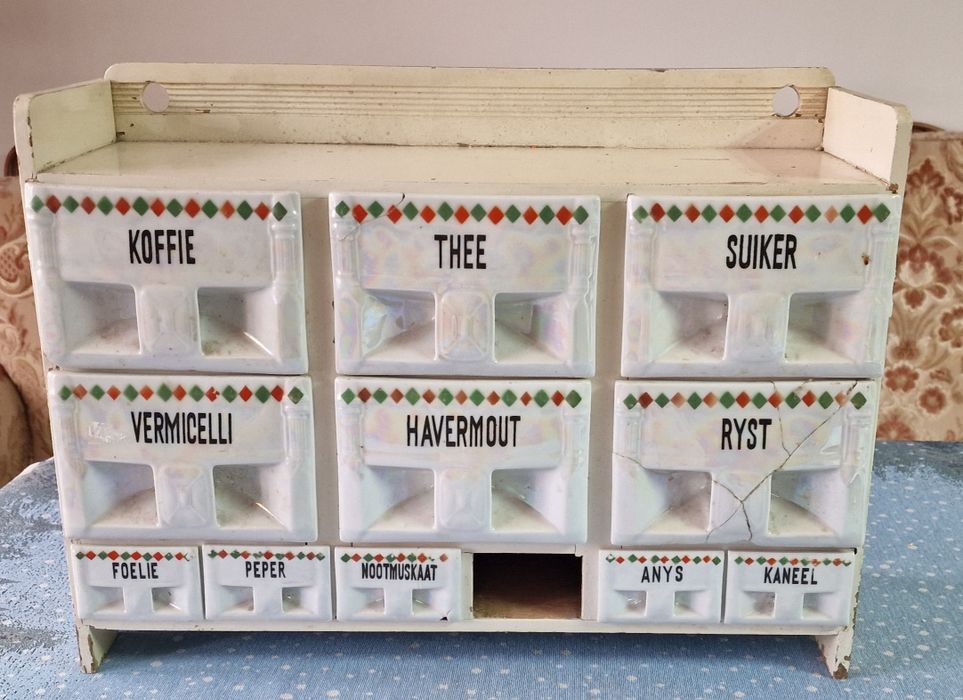 KOFFIE
THEE
SUIKER
VERMICELLI
HAVERMOUT
RYST
FOELIE
PEPER
NOOTMUSKAAT
ANYS
KANEEL